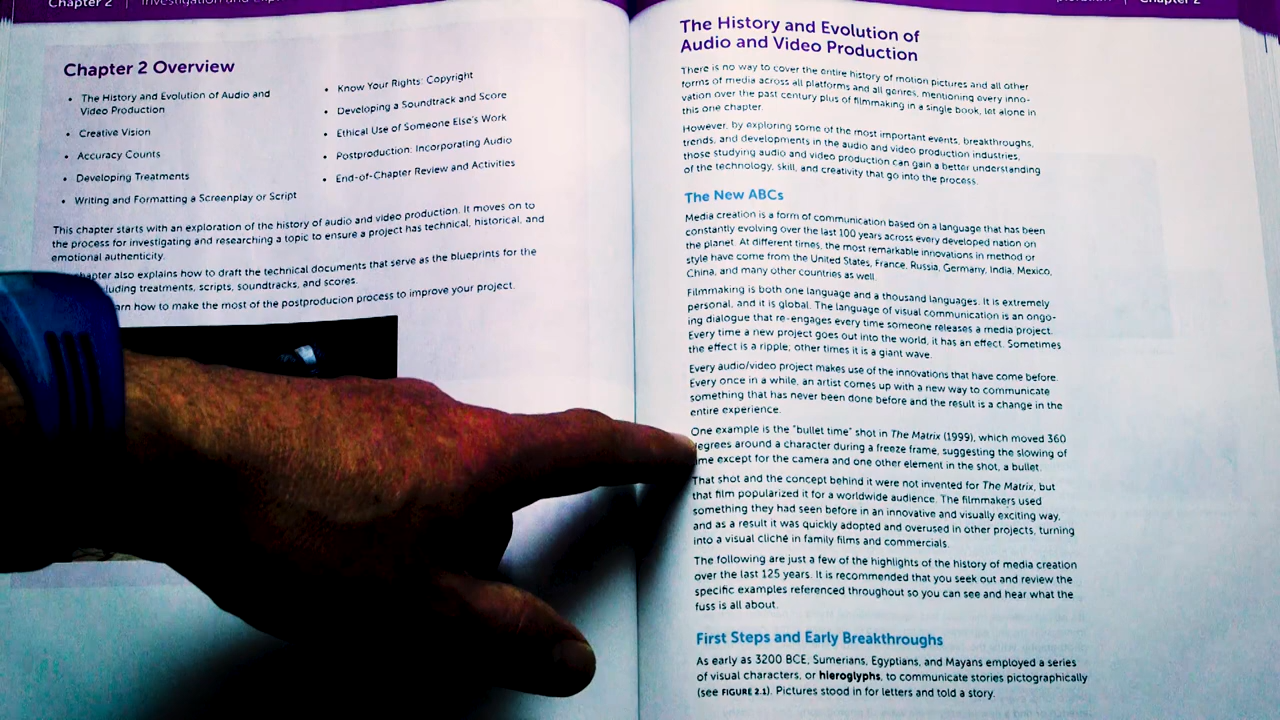 Chapter 2 | Investigation and
Chapter 2 Overview
• The History and Evolution of Audio and
Video Production
• Creative Vision
• Accuracy Counts
• Developing Treatments
• Writing and Formatting a Screenplay or Script
• Know Your Rights: Copyright
• Developing a Soundtrack and Score
• Ethical Use of Someone Else's Work
• Postproduction: Incorporating Audio
• End-of-Chapter Review and Activities
This chapter starts with an exploration of the history of audio and video production. It moves on to
the process for investigating and researching a topic to ensure a project has technical, historical, and
emotional authenticity.
also explains how to draft the technical documents that serve as the blueprints for the
treatments, scripts, soundtracks, and scores.
how to make the most of the postproducion process to improve your project.
| Chapter 2
The History and Evolution of
Audio and Video Production
There is no way to cover the entire history of motion pictures and all other
forms of media across all platforms and all genres, mentioning every inno-
vation over the past century plus of filmmaking in a single book, let alone in
this one chapter.
However, by exploring some of the most important events, breakthroughs,
trends, and developments in the audio and video production industries,
those studying audio and video production can gain a better understanding
of the technology, skill, and creativity that go into the process.
The New ABCs
Media creation is a form of communication based on a language that has been
constantly evolving over the last 100 years across every developed nation on
the planet. At different times, the most remarkable innovations in method or
style have come from the United States, France, Russia, Germany, India, Mexico,
China, and many other countries as well.
Filmmaking is both one language and a thousand languages. It is extremely
personal, and it is global. The language of visual communication is an ongo-
ing dialogue that re-engages every time someone releases a media project.
Every time a new project goes out into the world, it has an effect. Sometimes
the effect is a ripple; other times it is a giant wave.
Every audio/video project makes use of the innovations that have come before.
Every once in a while, an artist comes up with a new way to communicate
something that has never been done before and the result is a change in the
entire experience.
One example is the "bullet time" shot in The Matrix (1999), which moved 360
degrees around a character during a freeze frame, suggesting the slowing of
time except for the camera and one other element in the shot, a bullet.
That shot and the concept behind it were not invented for The Matrix, but
that film popularized it for a worldwide audience. The filmmakers used
something they had seen before in an innovative and visually exciting way,
and as a result it was quickly adopted and overused in other projects, turning
into a visual cliché in family films and commercials.
The following are just a few of the highlights of the history of media creation
over the last 125 years. It is recommended that you seek out and review the
specific examples referenced throughout so you can see and hear what the
fuss is all about.
First Steps and Early Breakthroughs
As early as 3200 BCE, Sumerians, Egyptians, and Mayans employed a series
of visual characters, or hieroglyphs, to communicate stories pictographically
(see FIGURE 2.1). Pictures stood in for letters and told a story.